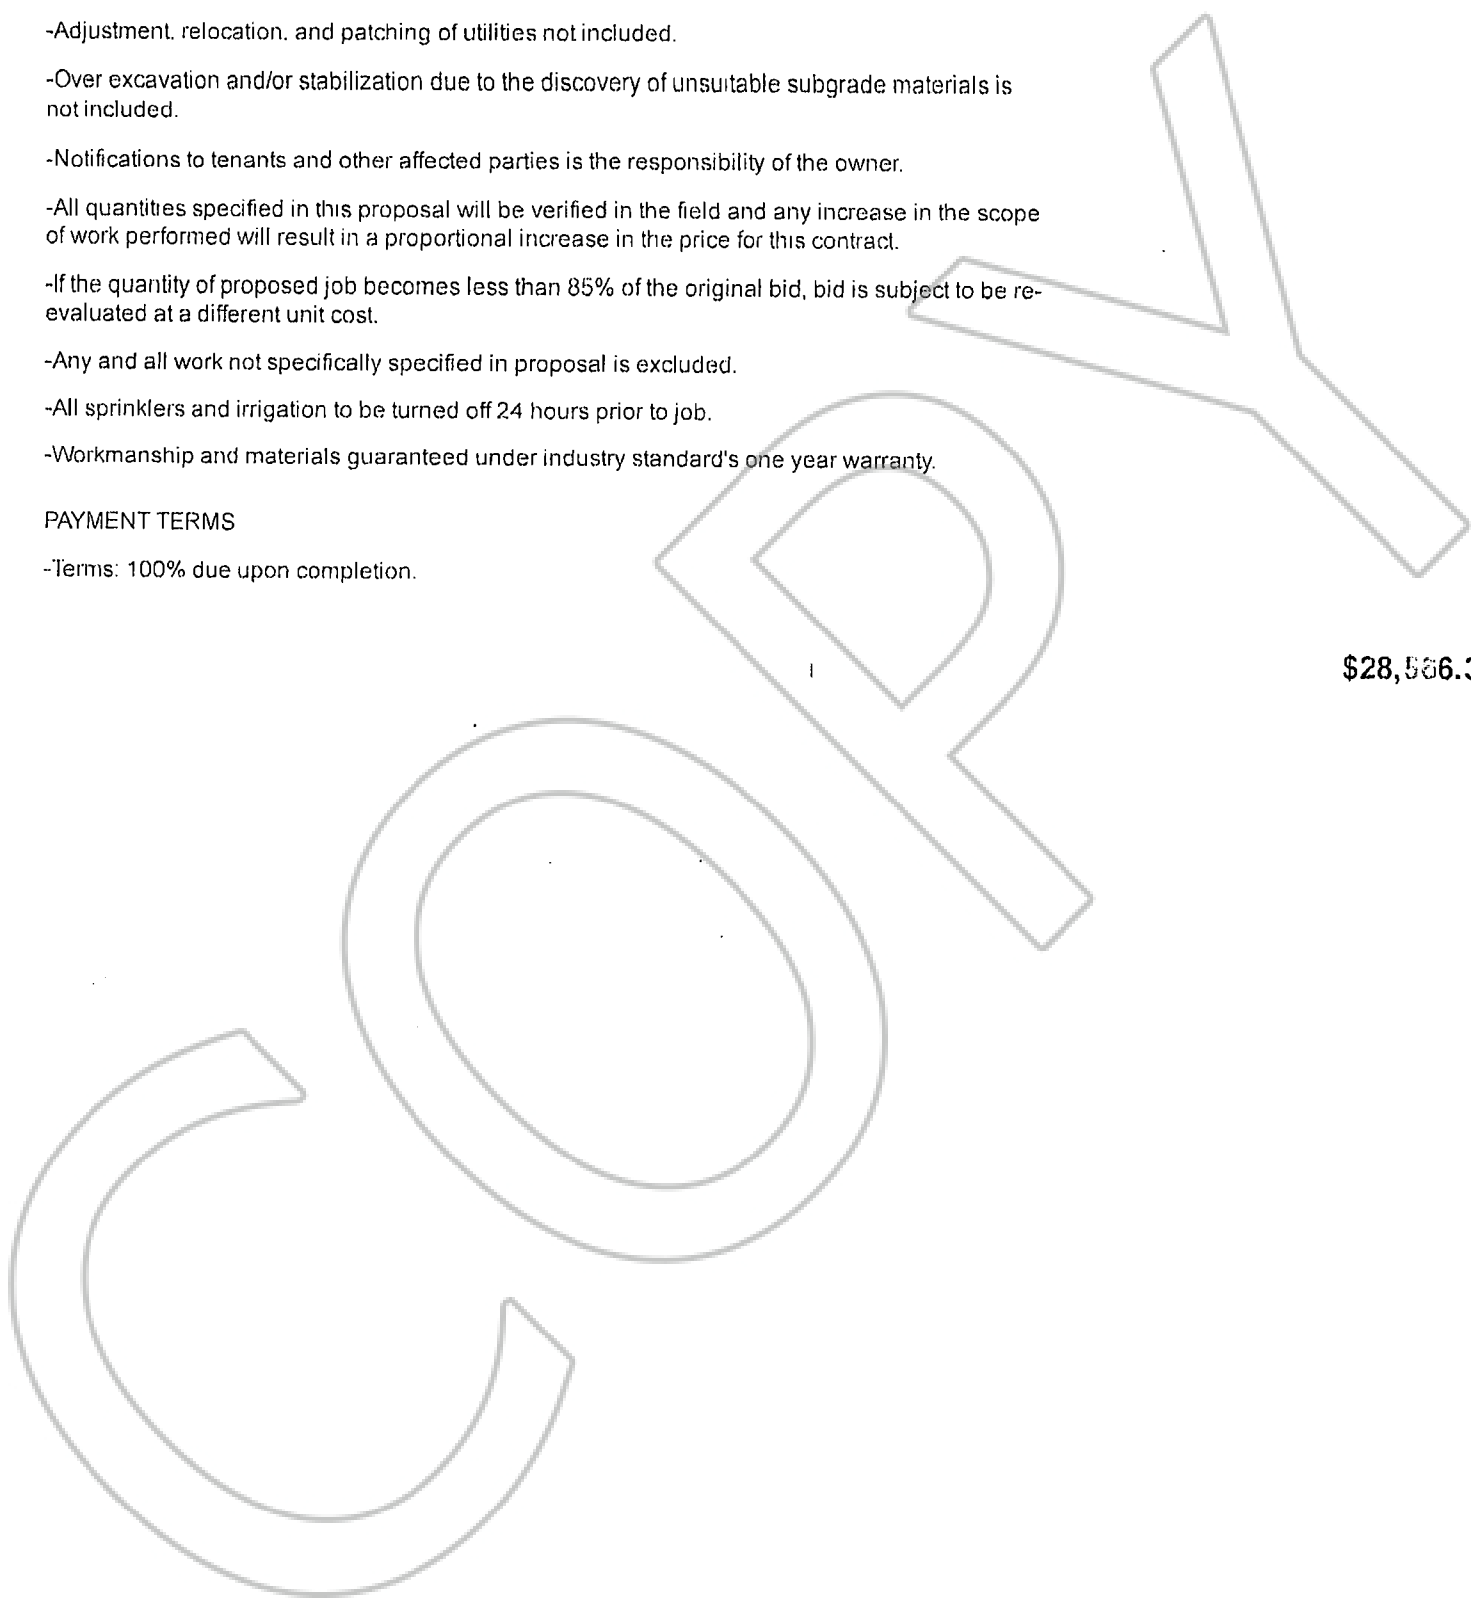 -Adjustment, relocation, and patching of utilities not included.
-Over excavation and/or stabilization due to the discovery of unsuitable subgrade materials is
not included.
-Notifications to tenants and other affected parties is the responsibility of the owner.
-All quantities specified in this proposal will be verified in the field and any increase in the scope
of work performed will result in a proportional increase in the price for this contract.
-If the quantity of proposed job becomes less than 85% of the original bid, bid is subject to be re-
evaluated at a different unit cost.
-Any and all work not specifically specified in proposal is excluded.
-All sprinklers and irrigation to be turned off 24 hours prior to job.
-Workmanship and materials guaranteed under industry standard's one year warranty.
PAYMENT TERMS
-Terms: 100% due upon completion.
COPY